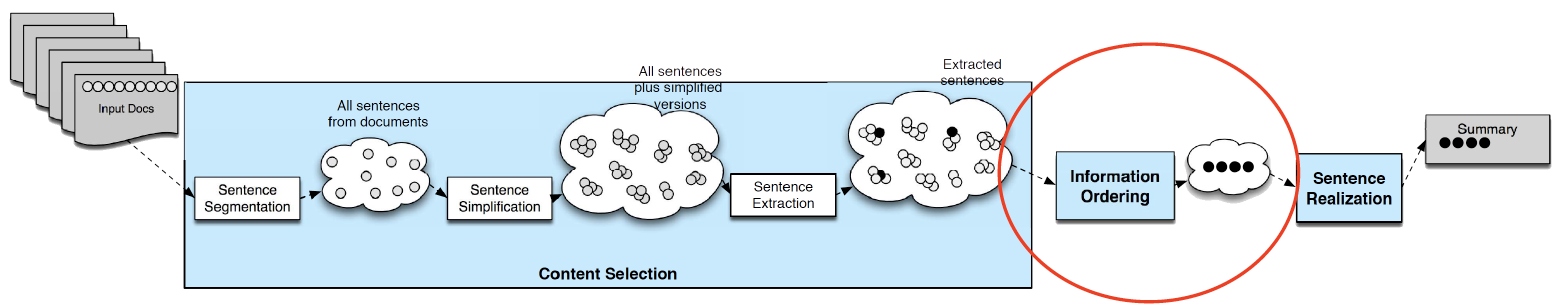 Input Docs
All sentences
from documents
All sentences
plus simplified
versions
Extracted
sentences
Sentence
Segmentation
Sentence
Simplification
Sentence
Extraction
Information
Ordering
Sentence
Realization
Summary
Content Selection